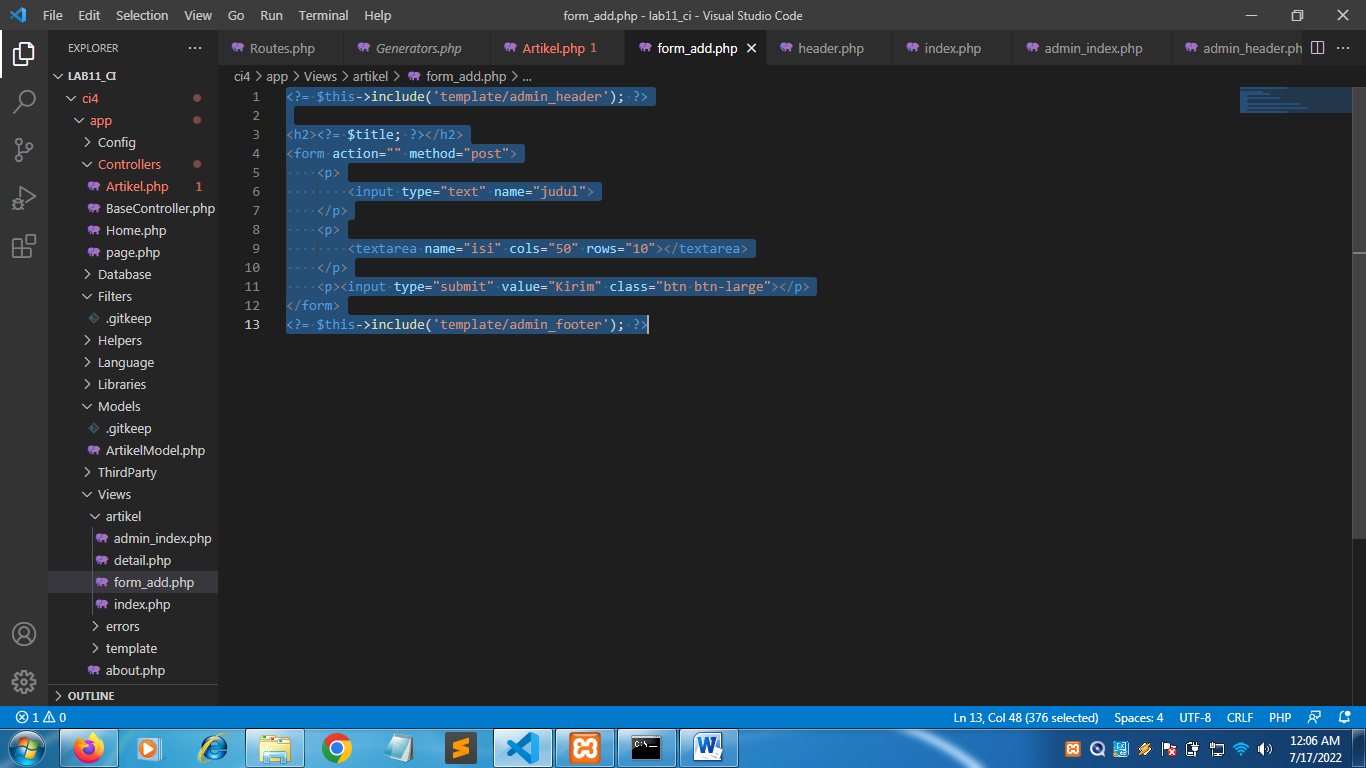 File Edit Selection View Go Run Terminal Help form_add.php - lab11_ci - Visual Studio Code
EXPLORER
Routes.php Generators.php Artikel.php 1 form_add.php header.php index.php admin_index.php admin_header.ph
ci4 > app > Views > artikel > form_add.php > ...
LAB11_CI
ci4
app
Config
Controllers
Artikel.php 1
BaseController.php
Home.php
page.php
Database
Filters
.gitkeep
Helpers
Language
Libraries
Models
.gitkeep
ArtikelModel.php
ThirdParty
Views
artikel
admin_index.php
detail.php
form_add.php
index.php
errors
template
about.php
OUTLINE
1 <?= $this->include('template/admin_header'); ?>
2
3 <h2><?= $title; ?></h2>
4 <form action="" method="post">
5 <p>
6 <input type="text" name="judul">
7 </p>
8 <p>
9 <textarea name="isi" cols="50" rows="10"></textarea>
10 </p>
11 <p><input type="submit" value="Kirim" class="btn btn-large"></p>
12 </form>
13 <?= $this->include('template/admin_footer'); ?>
1 0 Ln 13, Col 48 (376 selected) Spaces: 4 UTF-8 CRLF PHP
12:06 AM
7/17/2022